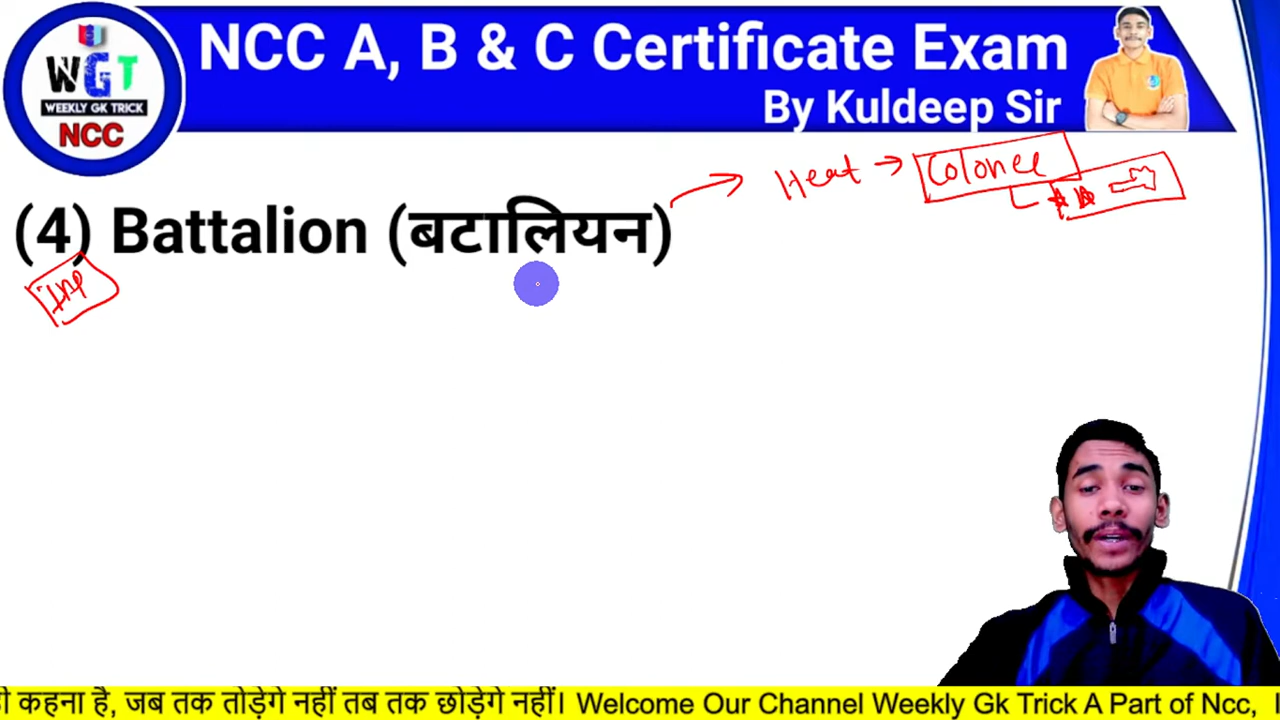 WGT
WEEKLY GK TRICK
NCC
NCC A, B & C Certificate Exam
By Kuldeep Sir
Heat → Colonel
(4) Battalion (बटालियन)
Imp
ी कहना है, जब तक तोड़ेगे नहीं तब तक छोड़ेगे नहीं। Welcome Our Channel Weekly Gk Trick A Part of Ncc,